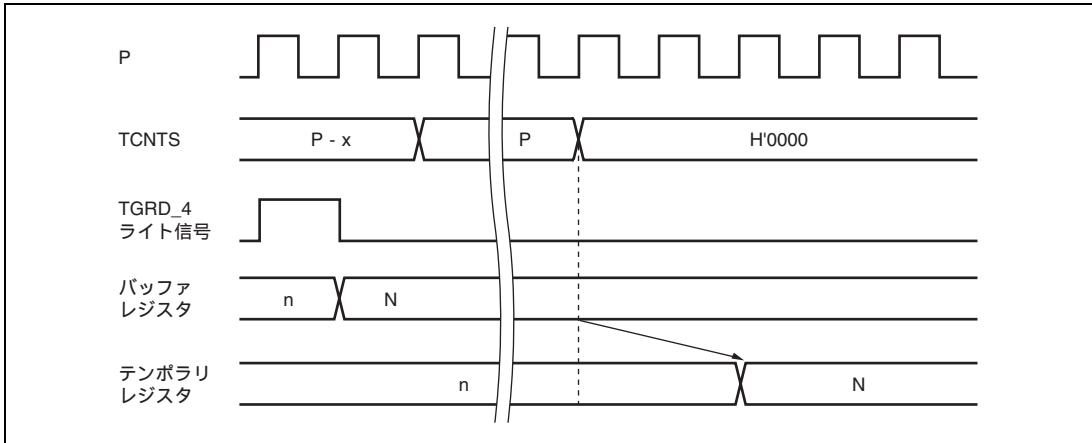 P
TCNTS
P - x
P
H'0000
TGRD_4
ライト信号
バッファ
レジスタ
n
N
テンポラリ
レジスタ
n
N